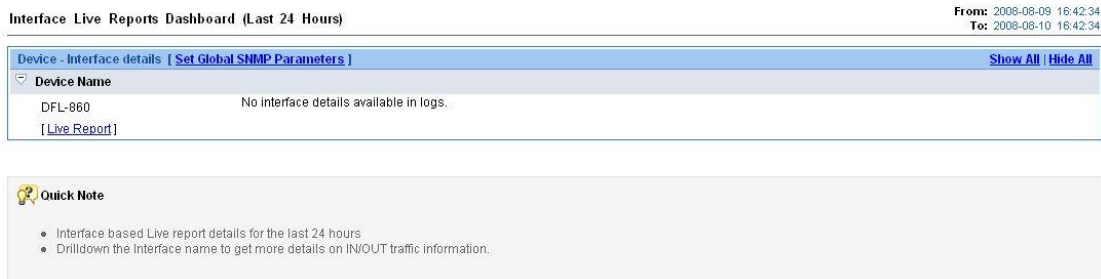 Interface Live Reports Dashboard (Last 24 Hours)
From: 2008-08-09 16:42:34
To: 2008-08-10 16:42:34
Device - Interface details [ Set Global SNMP Parameters ]
Show All | Hide All
Device Name
DFL-860
No interface details available in logs.
[ Live Report ]
Quick Note
Interface based Live report details for the last 24 hours
Drilldown the Interface name to get more details on IN/OUT traffic information.